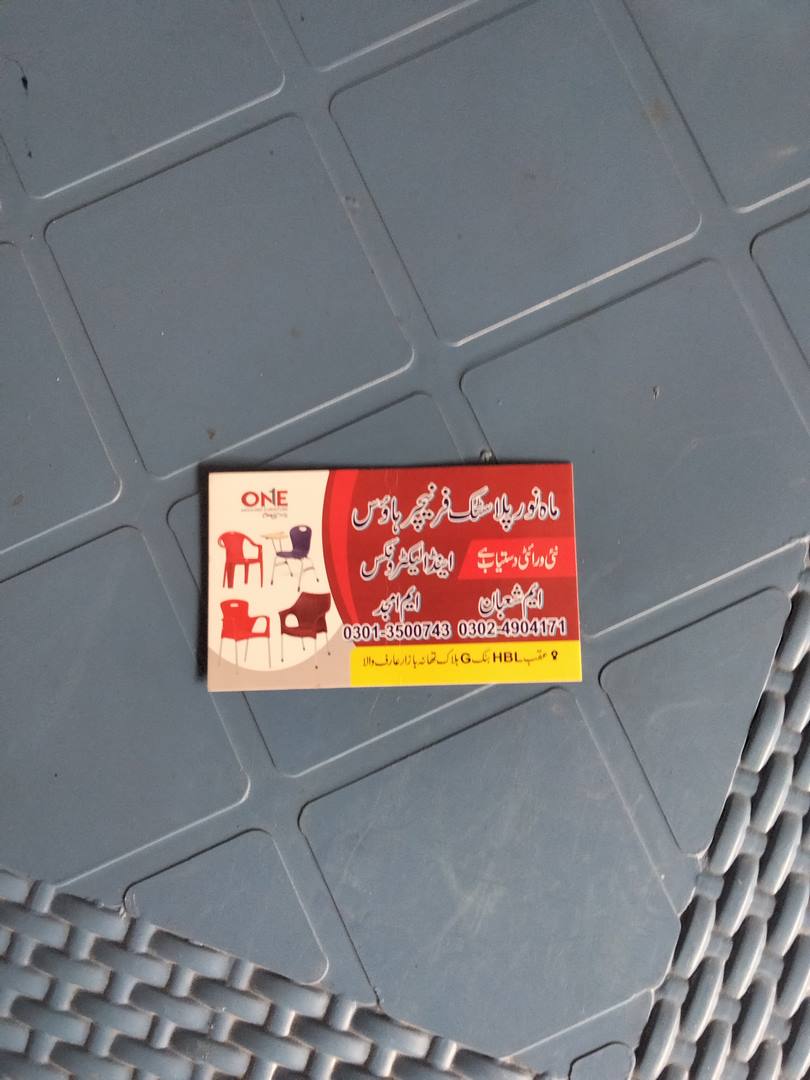 ONE
ماہ نور پلاسٹک فرنیچر ہاؤس
نئی ورائٹی دستیاب ہے
اینڈ الیکٹرونکس
ایم شعبان
ایم امجد
0301-3500743 0302-4904171
عقب HBL بنک G بلاک تھانہ بازار عارف والا